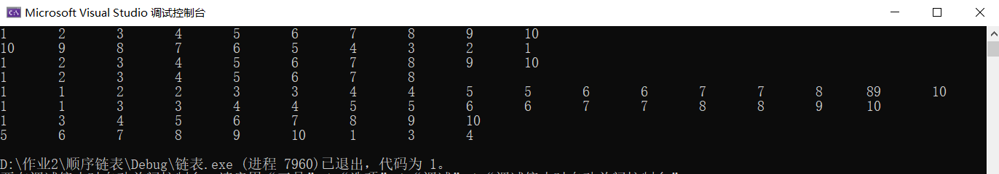 Microsoft Visual Studio 调试控制台
1 2 3 4 5 6 7 8 9 10
10 9 8 7 6 5 4 3 2 1
1 2 3 4 5 6 7 8 9 10
1 2 3 4 5 6 7 8
1 1 2 2 3 3 4 4 5 5 6 6 7 7 8 89 10
1 1 3 3 4 4 5 5 6 6 7 7 8 8 9 10
1 3 4 5 6 7 8 9 10
5 6 7 8 9 10 1 3 4
D:\作业2\顺序链表\Debug\链表.exe (进程 7960)已退出，代码为 1。